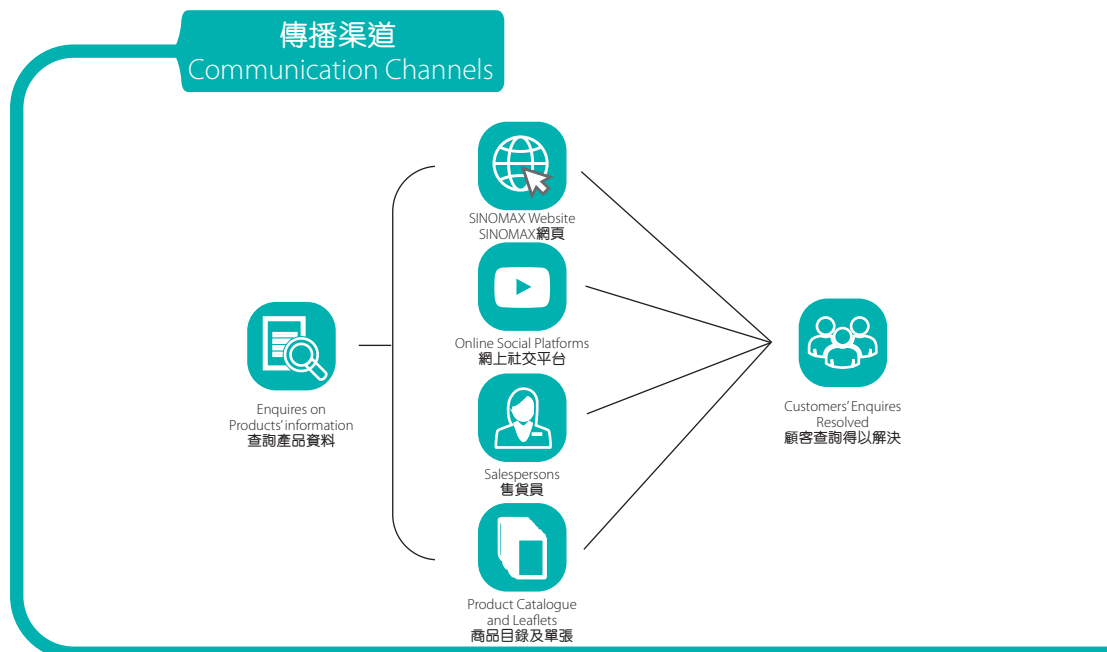 傳播渠道
Communication Channels
SINOMAX Website
SINOMAX網頁
Online Social Platforms
網上社交平台
Enquires on
Products' information
查詢產品資料
Salespersons
售貨員
Product Catalogue
and Leaflets
商品目錄及單張
Customers' Enquires
Resolved
顧客查詢得以解決